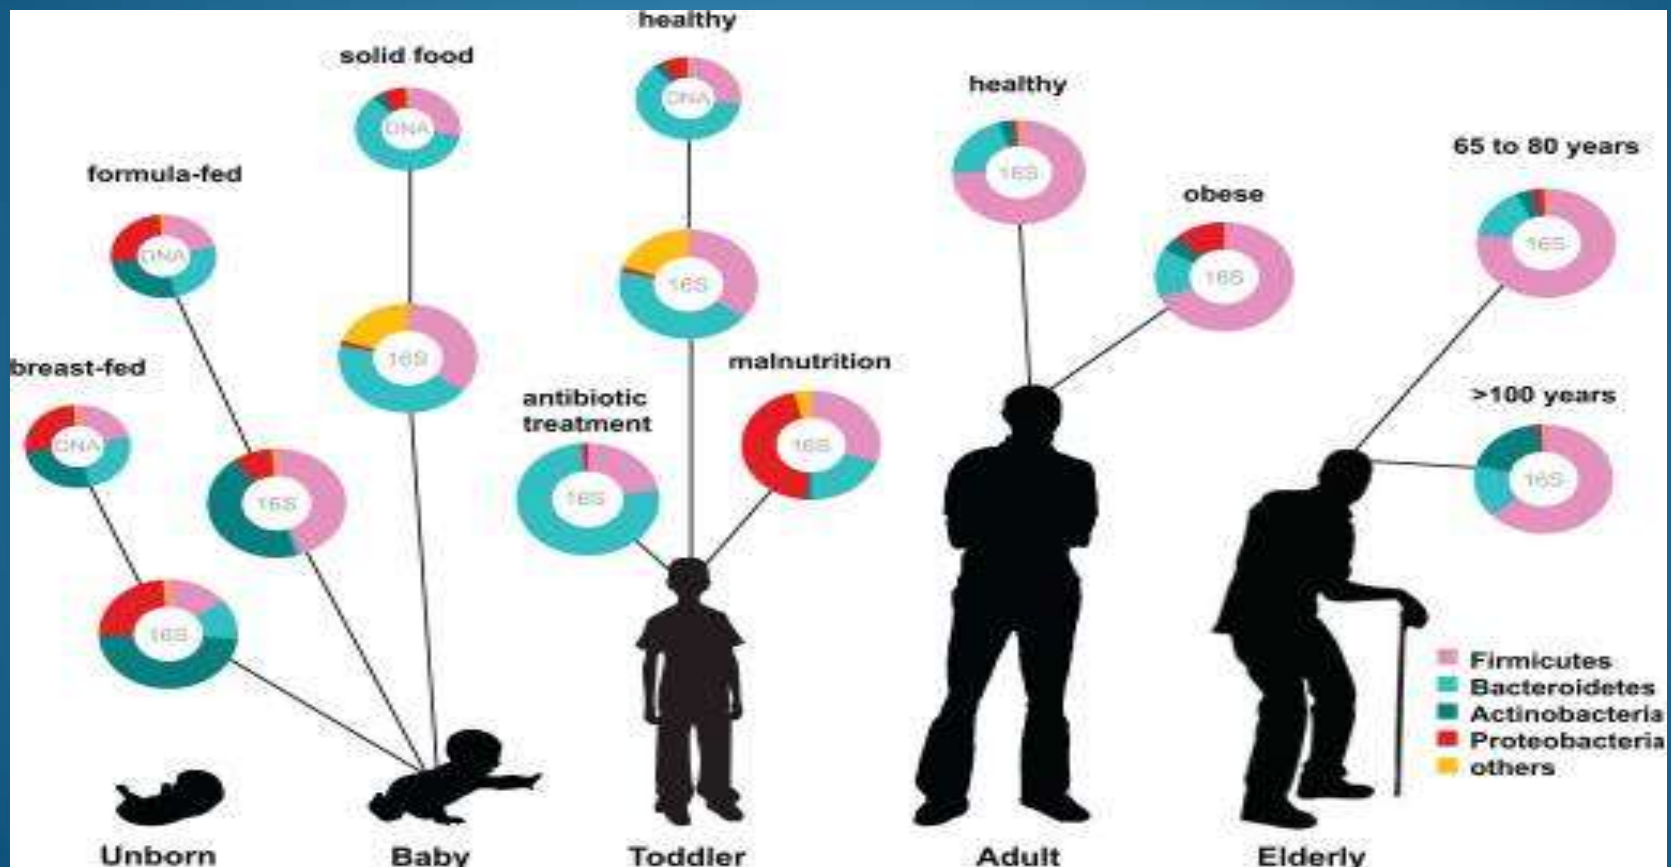 healthy
DNA
16S
solid food
DNA
16S
formula-fed
DNA
16S
breast-fed
DNA
16S
antibiotic
treatment
16S
malnutrition
16S
healthy
16S
obese
16S
65 to 80 years
16S
>100 years
16S
Firmicutes
Bacteroidetes
Actinobacteria
Proteobacteria
others
Unborn
Baby
Toddler
Adult
Elderly